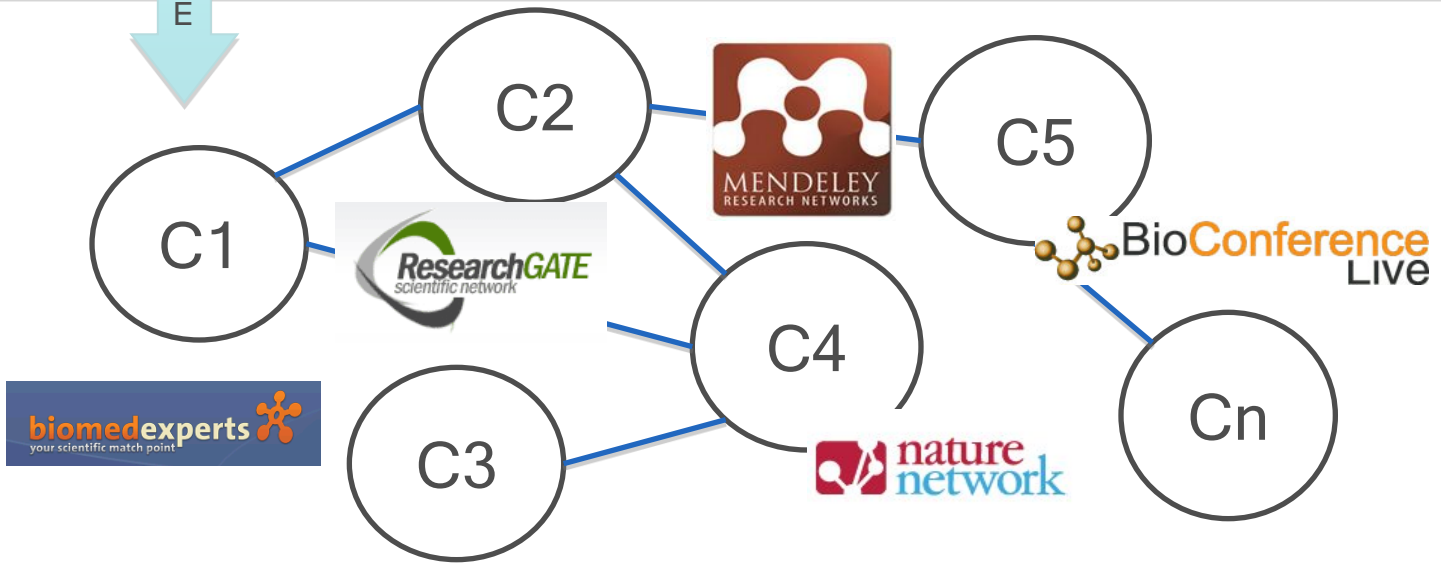 E
C2
C5
MENDELEY
RESEARCH NETWORKS
C1
BioConference
Live
ResearchGATE
scientific network
C4
biomedexperts
your scientific match point
C3
Cn
nature
network